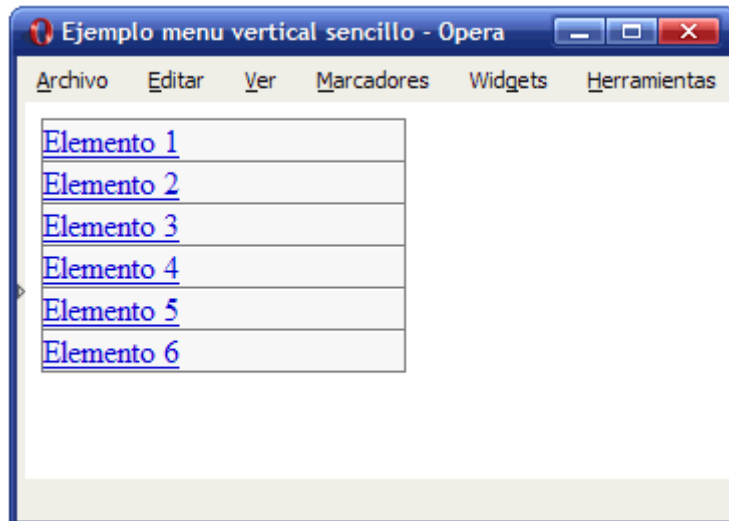 Ejemplo menu vertical sencillo - Opera
Archivo Editar Ver Marcadores Widgets Herramientas
Elemento 1
Elemento 2
Elemento 3
Elemento 4
Elemento 5
Elemento 6